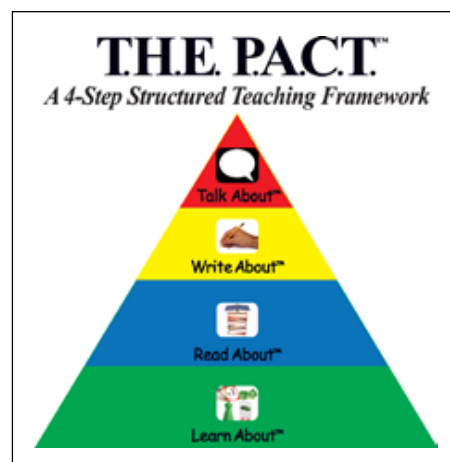 T.H.E. P.A.C.T.™
A 4-Step Structured Teaching Framework
Talk About™
Write About™
Read About™
Learn About™